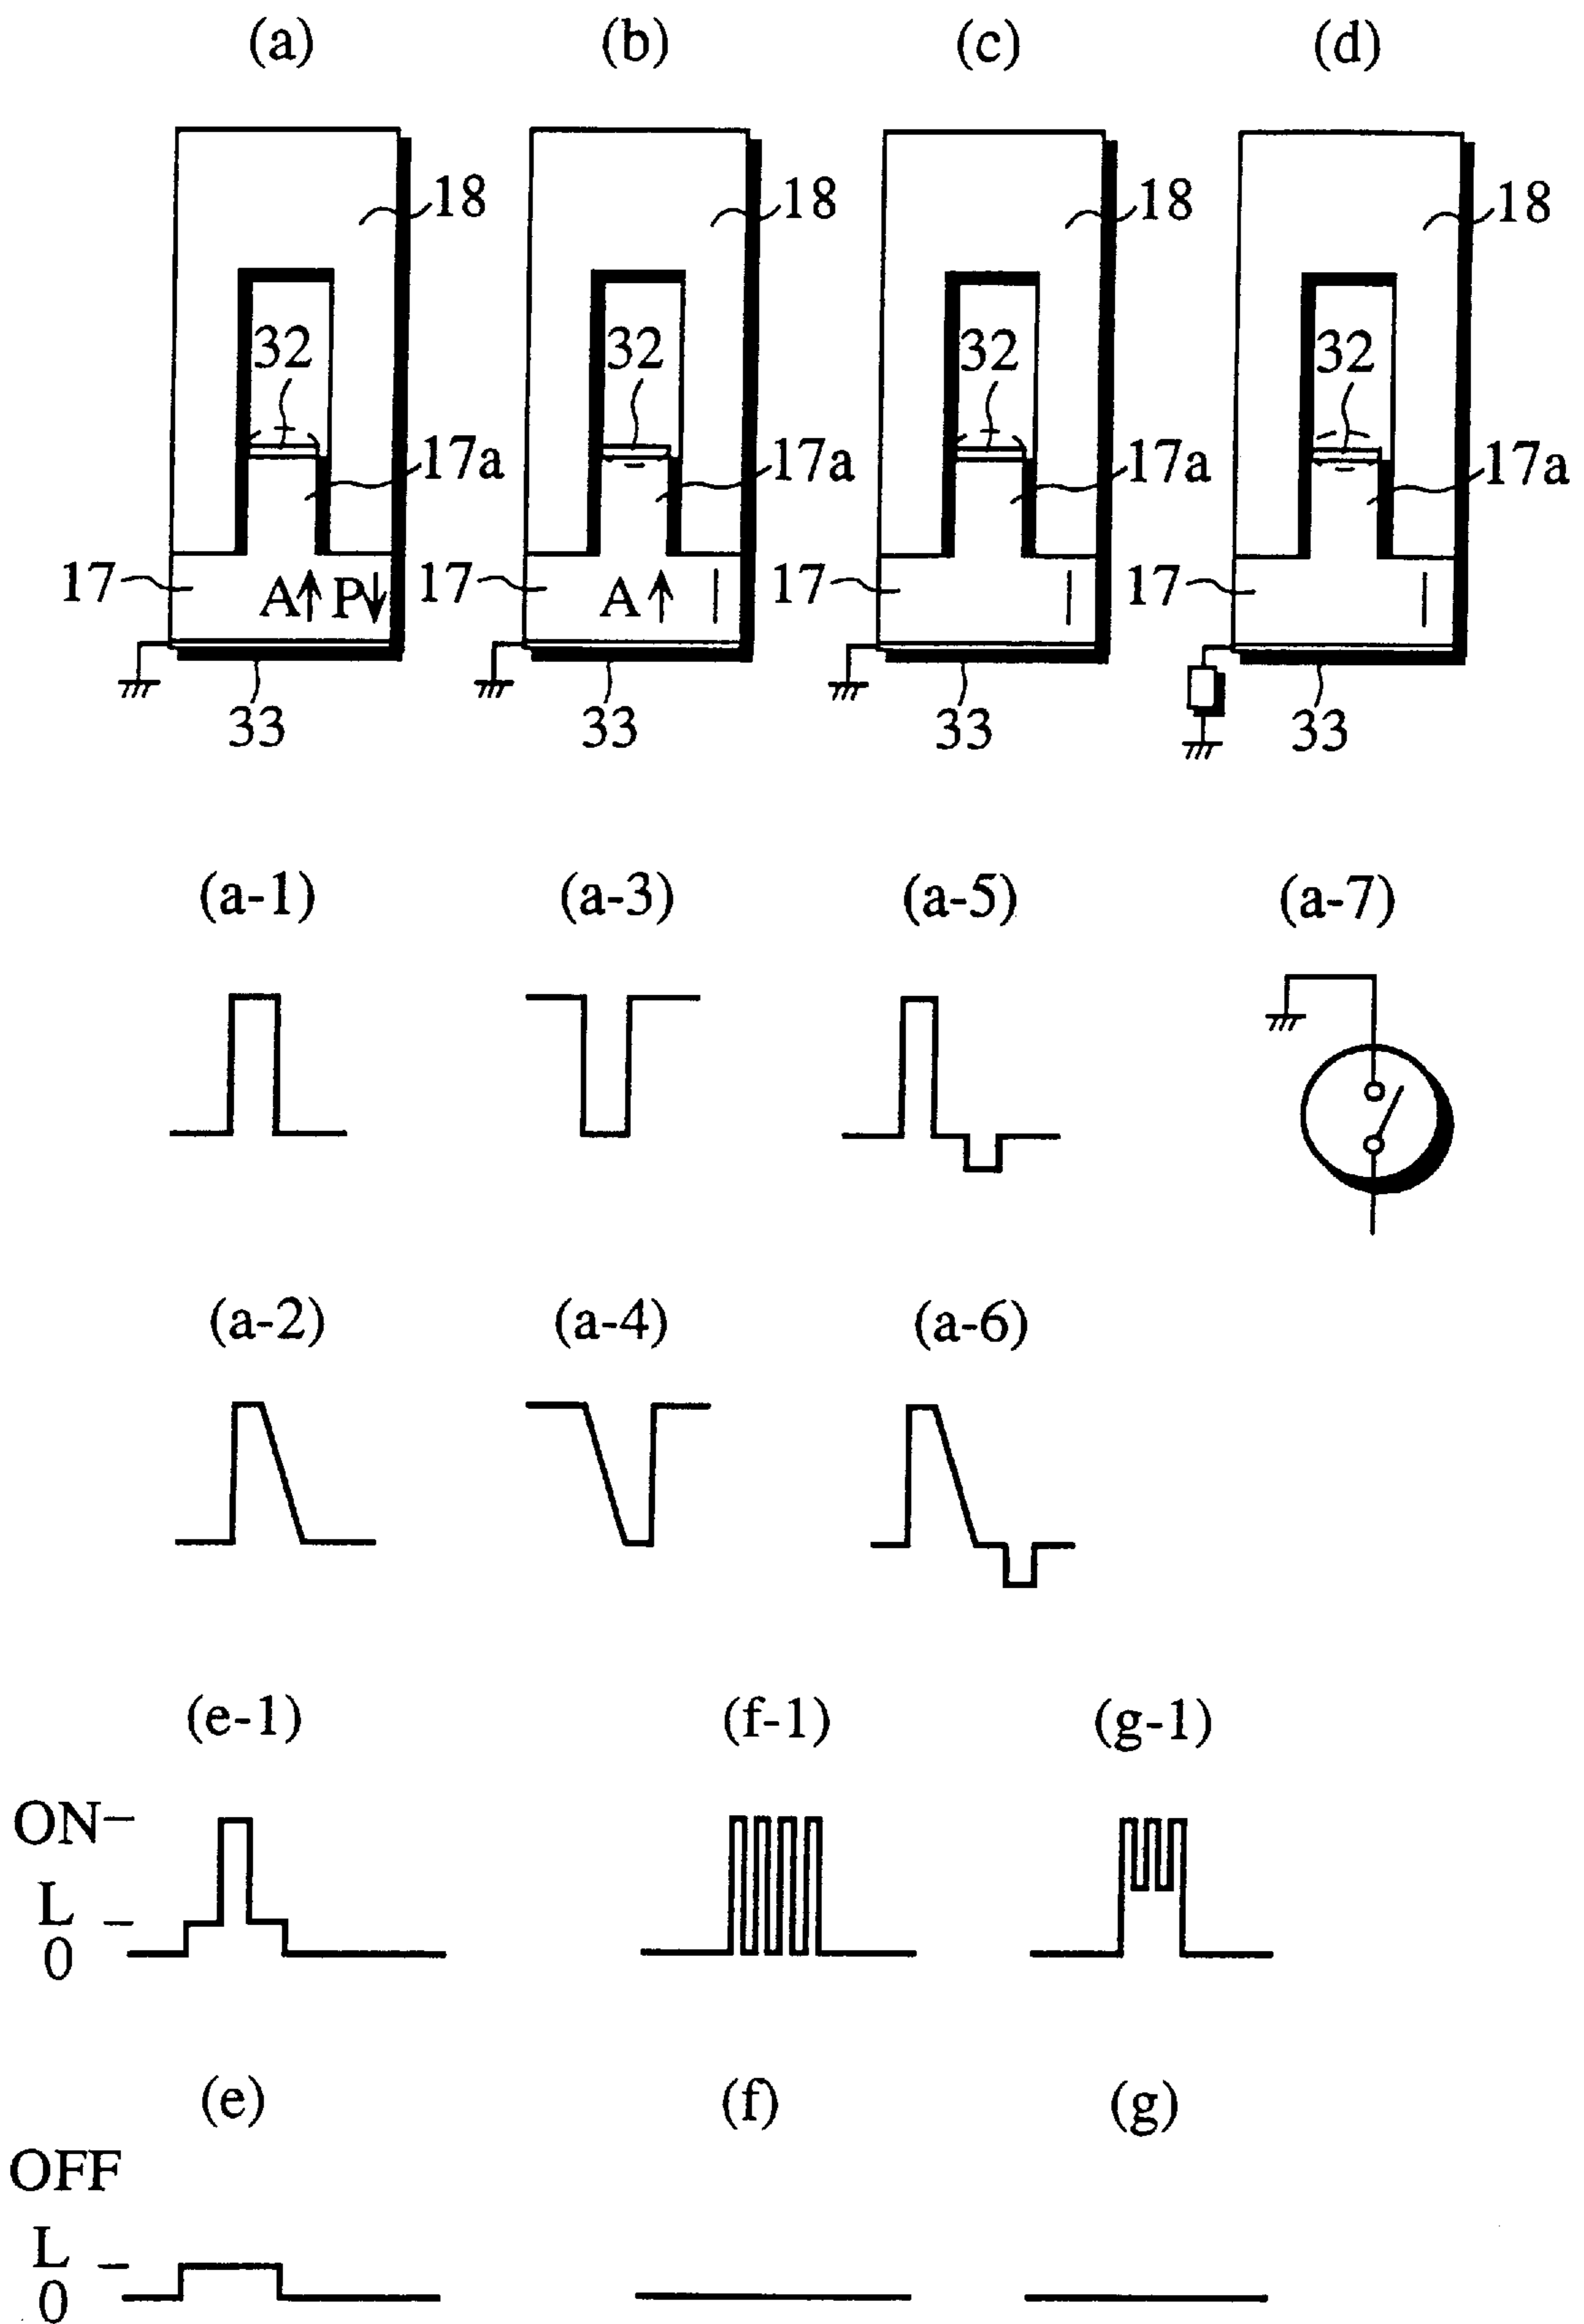 (a) (b) (c) (d)
18 18 18 18
32 32 32 32
17a 17a 17a 17a
17 A P 17 A 17 17
33 33 33 33
(a-1) (a-3) (a-5) (a-7)
(a-2) (a-4) (a-6)
(e-1) (f-1) (g-1)
ON
L
0
(e) (f) (g)
OFF
L
0